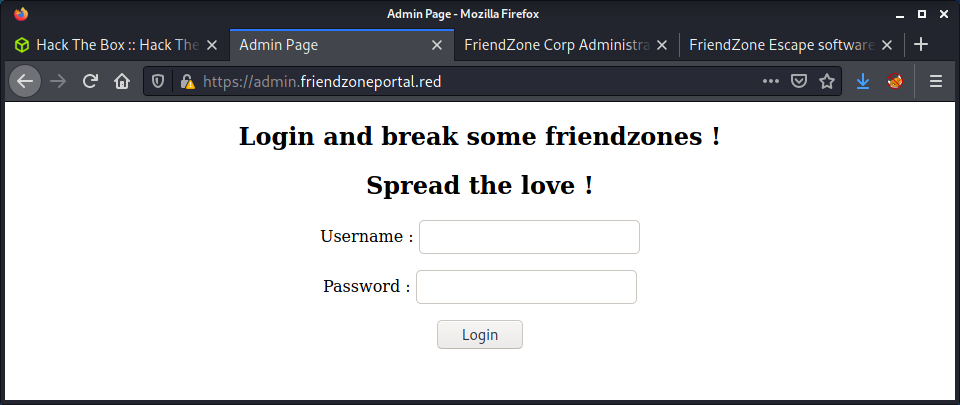 Admin Page - Mozilla Firefox
Hack The Box :: Hack The
Admin Page
FriendZone Corp Administra
FriendZone Escape software
https://admin.friendzoneportal.red
Login and break some friendzones !
Spread the love !
Username :
Password :
Login